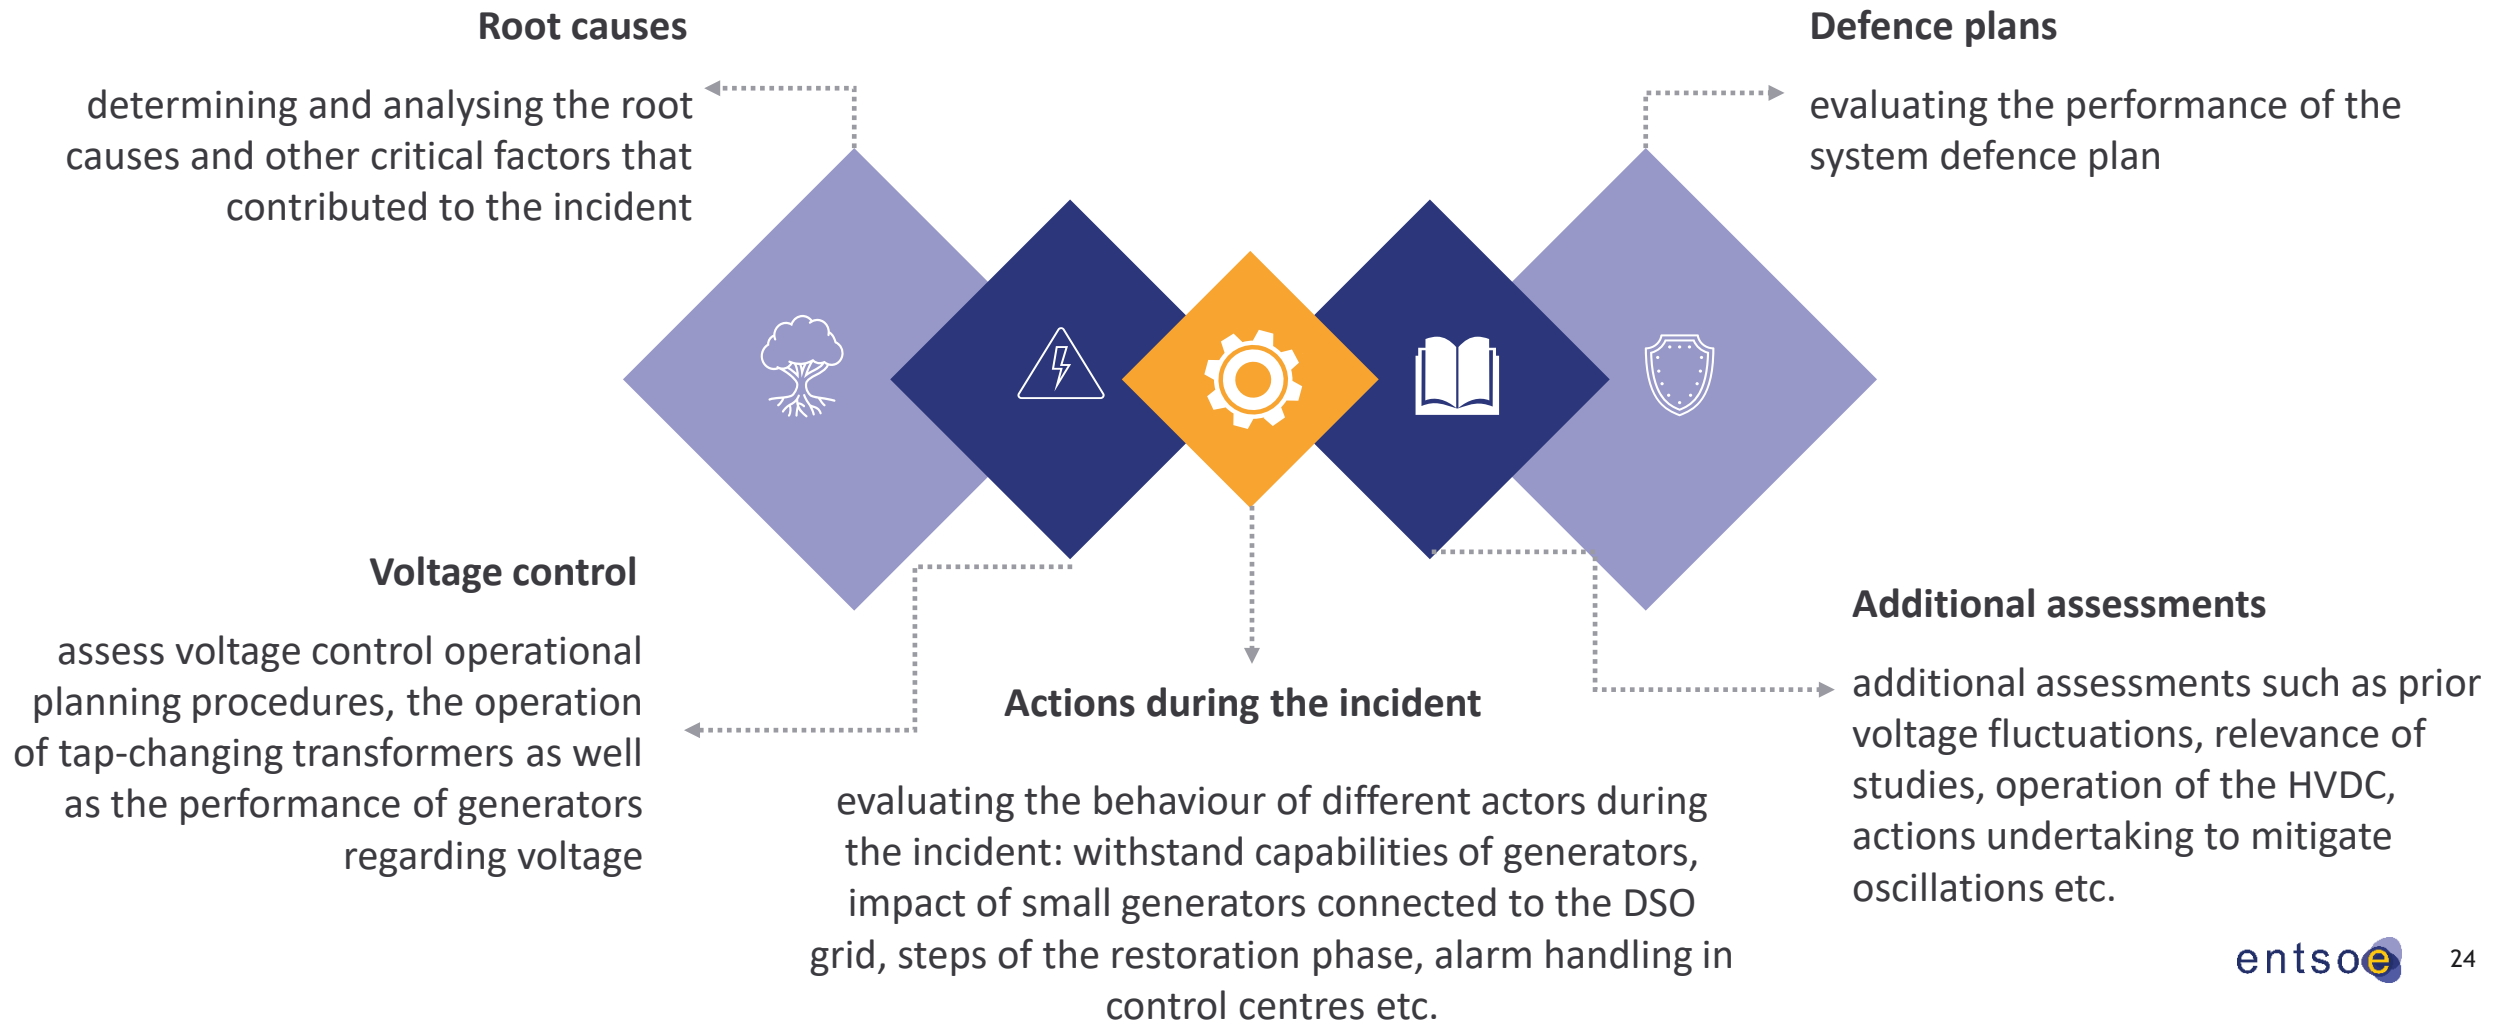 Root causes
determining and analysing the root
causes and other critical factors that
contributed to the incident
Defence plans
evaluating the performance of the
system defence plan
Voltage control
assess voltage control operational
planning procedures, the operation
of tap-changing transformers as well
as the performance of generators
regarding voltage
Actions during the incident
evaluating the behaviour of different actors during
the incident: withstand capabilities of generators,
impact of small generators connected to the DSO
grid, steps of the restoration phase, alarm handling in
control centres etc.
Additional assessments
additional assessments such as prior
voltage fluctuations, relevance of
studies, operation of the HVDC,
actions undertaking to mitigate
oscillations etc.
entsoe
24